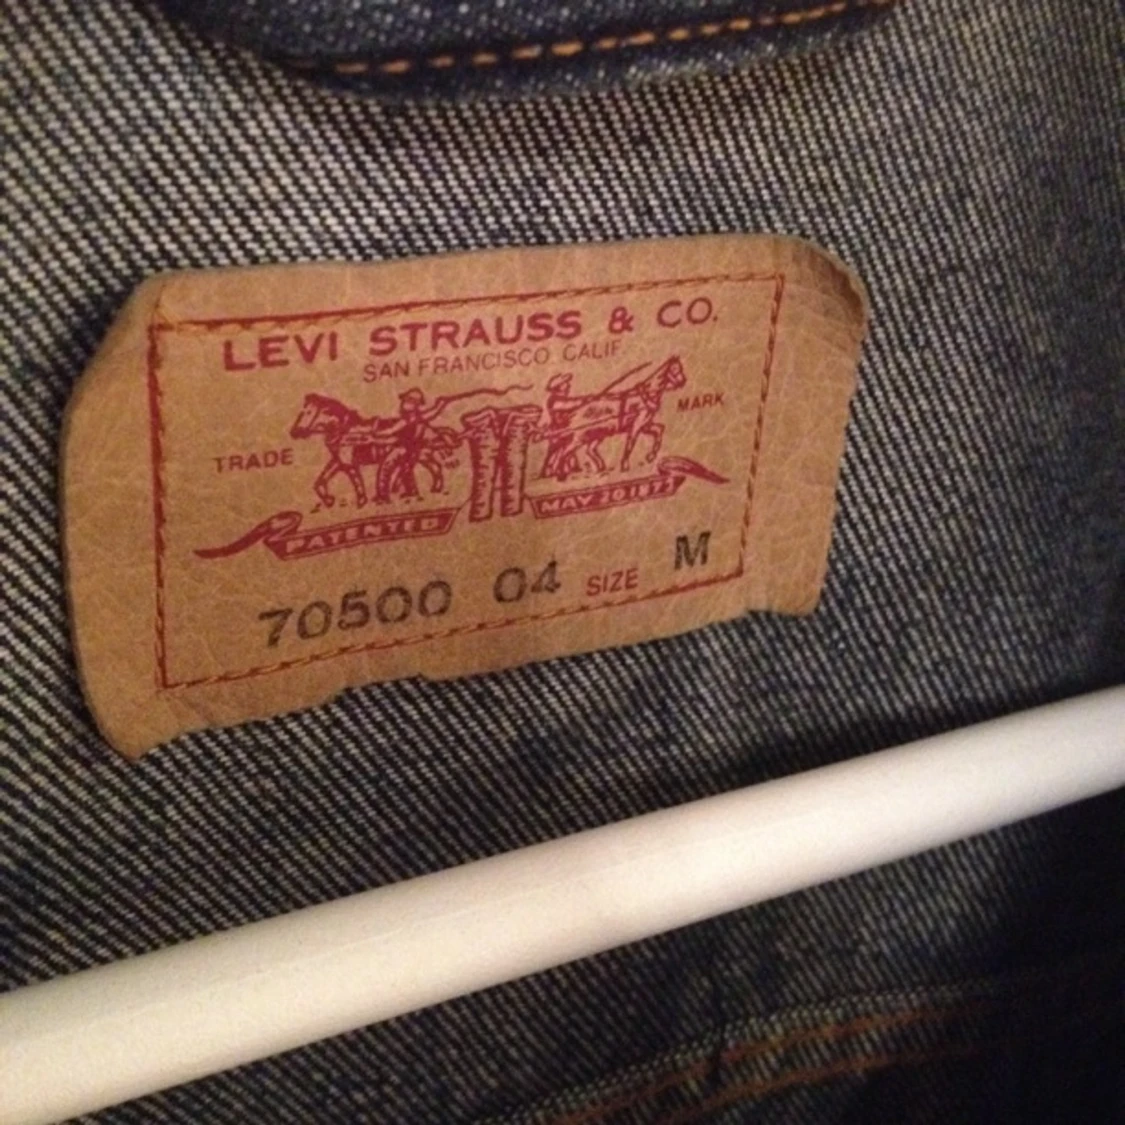 LEVI STRAUSS & CO.
SAN FRANCISCO CALIF.
TRADE MARK
PATENTED MAY 20 1873
70500 04 SIZE M